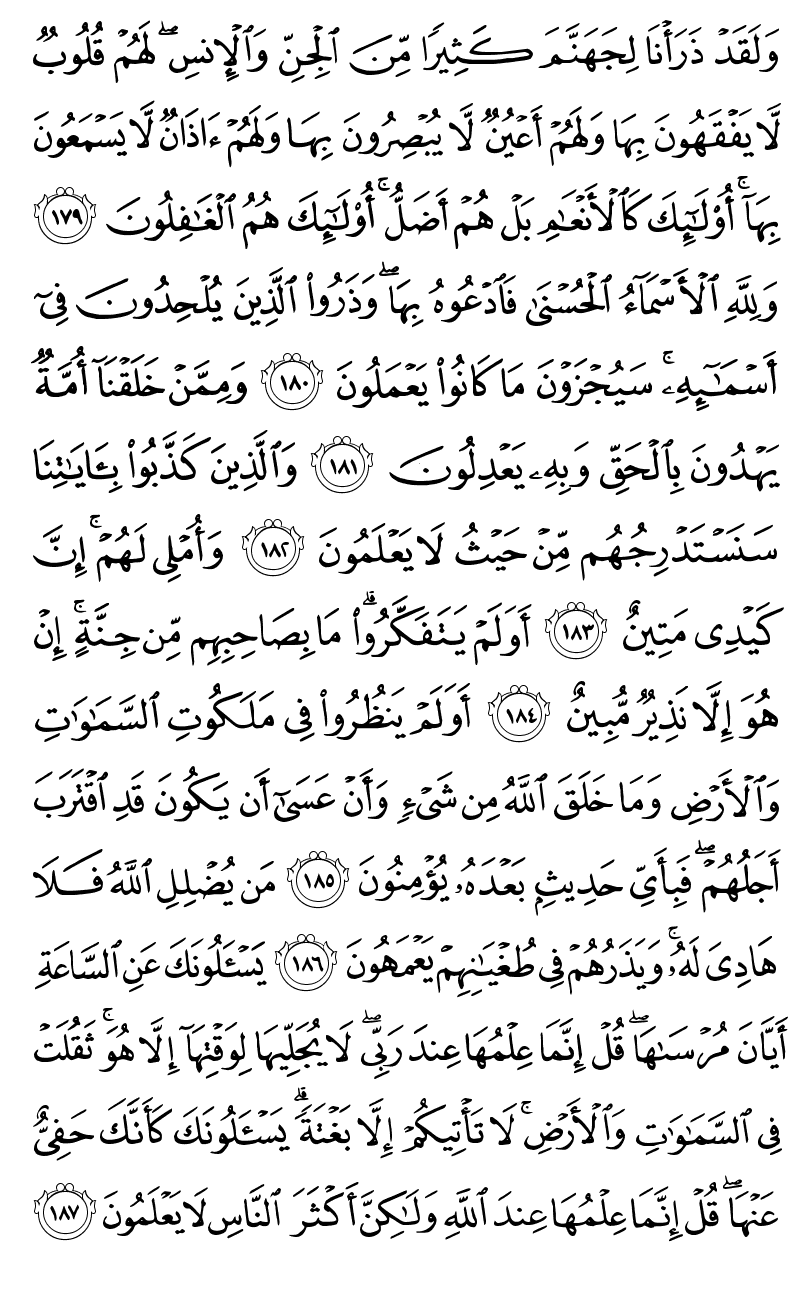 وَلَقَدۡ ذَرَأۡنَا لِجَهَنَّمَ كَثِيرٗا مِّنَ ٱلۡجِنِّ وَٱلۡإِنسِۖ لَهُمۡ قُلُوبٞ
لَّا يَفۡقَهُونَ بِهَا وَلَهُمۡ أَعۡيُنٞ لَّا يُبۡصِرُونَ بِهَا وَلَهُمۡ ءَاذَانٞ لَّا يَسۡمَعُونَ
بِهَآۚ أُوْلَٰٓئِكَ كَٱلۡأَنۡعَٰمِ بَلۡ هُمۡ أَضَلُّۚ أُوْلَٰٓئِكَ هُمُ ٱلۡغَٰفِلُونَ ١٧٩
وَلِلَّهِ ٱلۡأَسۡمَآءُ ٱلۡحُسۡنَىٰ فَٱدۡعُوهُ بِهَاۖ وَذَرُواْ ٱلَّذِينَ يُلۡحِدُونَ فِيٓ
أَسۡمَٰٓئِهِۦۚ سَيُجۡزَوۡنَ مَا كَانُواْ يَعۡمَلُونَ ١٨٠ وَمِمَّنۡ خَلَقۡنَآ أُمَّةٞ
يَهۡدُونَ بِٱلۡحَقِّ وَبِهِۦ يَعۡدِلُونَ ١٨١ وَٱلَّذِينَ كَذَّبُواْ بِـَٔايَٰتِنَا
سَنَسۡتَدۡرِجُهُم مِّنۡ حَيۡثُ لَا يَعۡلَمُونَ ١٨٢ وَأُمۡلِي لَهُمۡۚ إِنَّ
كَيۡدِي مَتِينٌ ١٨٣ أَوَلَمۡ يَتَفَكَّرُواْۗ مَا بِصَاحِبِهِم مِّن جِنَّةٍۚ إِنۡ
هُوَ إِلَّا نَذِيرٞ مُّبِينٌ ١٨٤ أَوَلَمۡ يَنظُرُواْ فِي مَلَكُوتِ ٱلسَّمَٰوَٰتِ
وَٱلۡأَرۡضِ وَمَا خَلَقَ ٱللَّهُ مِن شَيۡءٖ وَأَنۡ عَسَىٰٓ أَن يَكُونَ قَدِ ٱقۡتَرَبَ
أَجَلُهُمۡۖ فَبِأَيِّ حَدِيثِۭ بَعۡدَهُۥ يُؤۡمِنُونَ ١٨٥ مَن يُضۡلِلِ ٱللَّهُ فَلَا
هَادِيَ لَهُۥۚ وَيَذَرُهُمۡ فِي طُغۡيَٰنِهِمۡ يَعۡمَهُونَ ١٨٦ يَسۡـَٔلُونَكَ عَنِ ٱلسَّاعَةِ
أَيَّانَ مُرۡسَىٰهَاۖ قُلۡ إِنَّمَا عِلۡمُهَا عِندَ رَبِّيۖ لَا يُجَلِّيهَا لِوَقۡتِهَآ إِلَّا هُوَۚ ثَقُلَتۡ
فِي ٱلسَّمَٰوَٰتِ وَٱلۡأَرۡضِۚ لَا تَأۡتِيكُمۡ إِلَّا بَغۡتَةٗۗ يَسۡـَٔلُونَكَ كَأَنَّكَ حَفِيٌّ
عَنۡهَاۖ قُلۡ إِنَّمَا عِلۡمُهَا عِندَ ٱللَّهِ وَلَٰكِنَّ أَكۡثَرَ ٱلنَّاسِ لَا يَعۡلَمُونَ ١٨٧